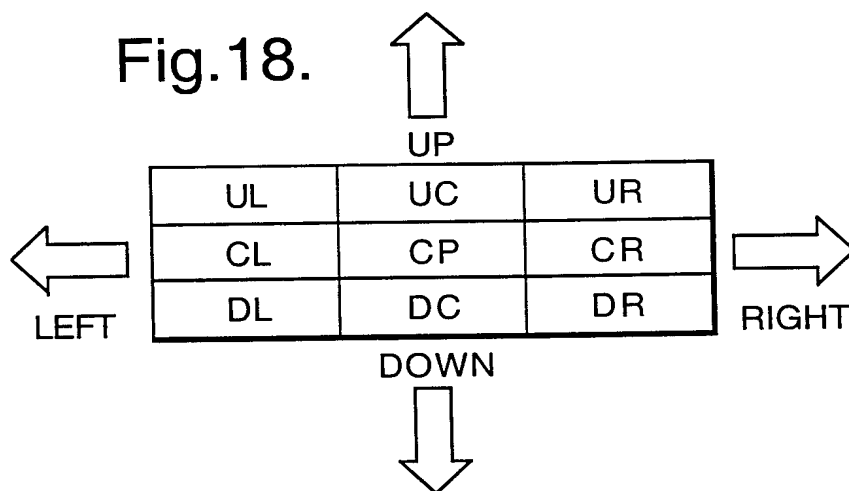 Fig.18.
UP
UL UC UR
CL CP CR
DL DC DR
LEFT RIGHT
DOWN